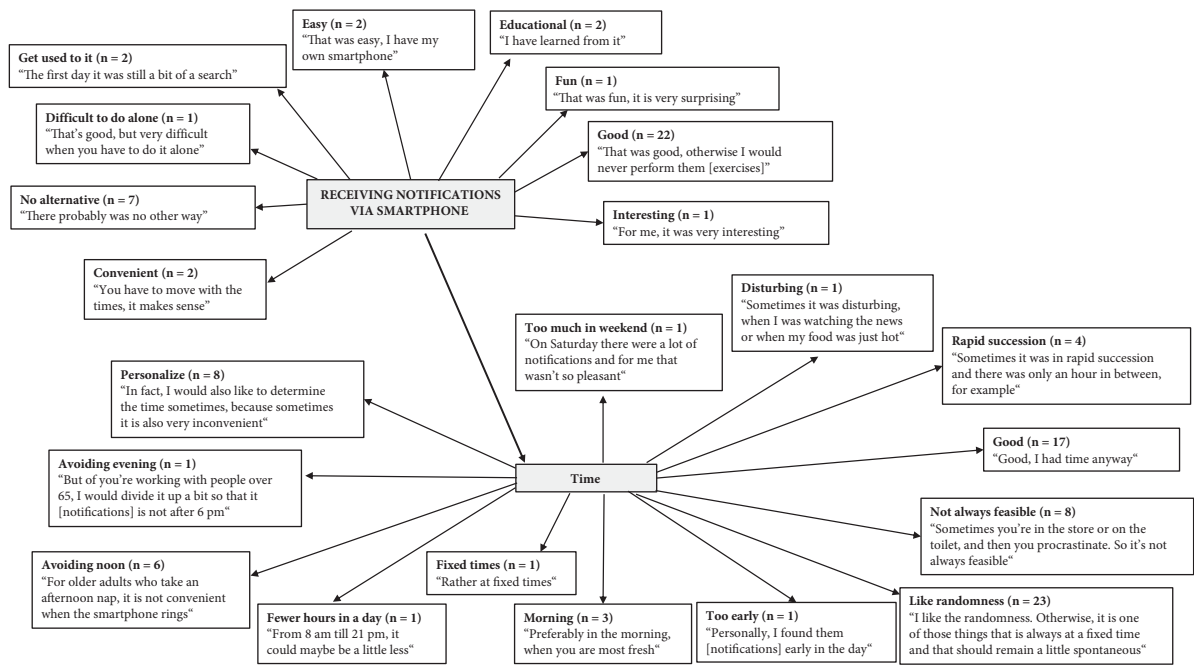 Easy (n = 2)
“That was easy, I have my
own smartphone”
Educational (n = 2)
“I have learned from it”
Get used to it (n = 2)
“The first day it was still a bit of a search”
Fun (n = 1)
“That was fun, it is very surprising”
Difficult to do alone (n = 1)
“That’s good, but very difficult
when you have to do it alone”
Good (n = 22)
“That was good, otherwise I would
never perform them [exercises]”
No alternative (n = 7)
“There probably was no other way”
RECEIVING NOTIFICATIONS
VIA SMARTPHONE
Interesting (n = 1)
“For me, it was very interesting”
Convenient (n = 2)
“You have to move with the
times, it makes sense”
Disturbing (n = 1)
“Sometimes it was disturbing,
when I was watching the news
or when my food was just hot“
Too much in weekend (n = 1)
“On Saturday there were a lot of
notifications and for me that
wasn’t so pleasant“
Rapid succession (n = 4)
“Sometimes it was in rapid succession
and there was only an hour in between,
for example“
Personalize (n = 8)
“In fact, I would also like to determine
the time sometimes, because sometimes
it is also very inconvenient“
Good (n = 17)
“Good, I had time anyway“
Avoiding evening (n = 1)
“But of you’re working with people over
65, I would divide it up a bit so that it
[notifications] is not after 6 pm“
Time
Not always feasible (n = 8)
“Sometimes you’re in the store or on the
toilet, and then you procrastinate. So it’s not
always feasible“
Avoiding noon (n = 6)
“For older adults who take an
afternoon nap, it is not convenient
when the smartphone rings“
Fixed times (n = 1)
“Rather at fixed times“
Fewer hours in a day (n = 1)
“From 8 am till 21 pm, it
could maybe be a little less“
Morning (n = 3)
“Preferably in the morning,
when you are most fresh“
Too early (n = 1)
“Personally, I found them
[notifications] early in the day“
Like randomness (n = 23)
“I like the randomness. Otherwise, it is one
of those things that is always at a fixed time
and that should remain a little spontaneous“